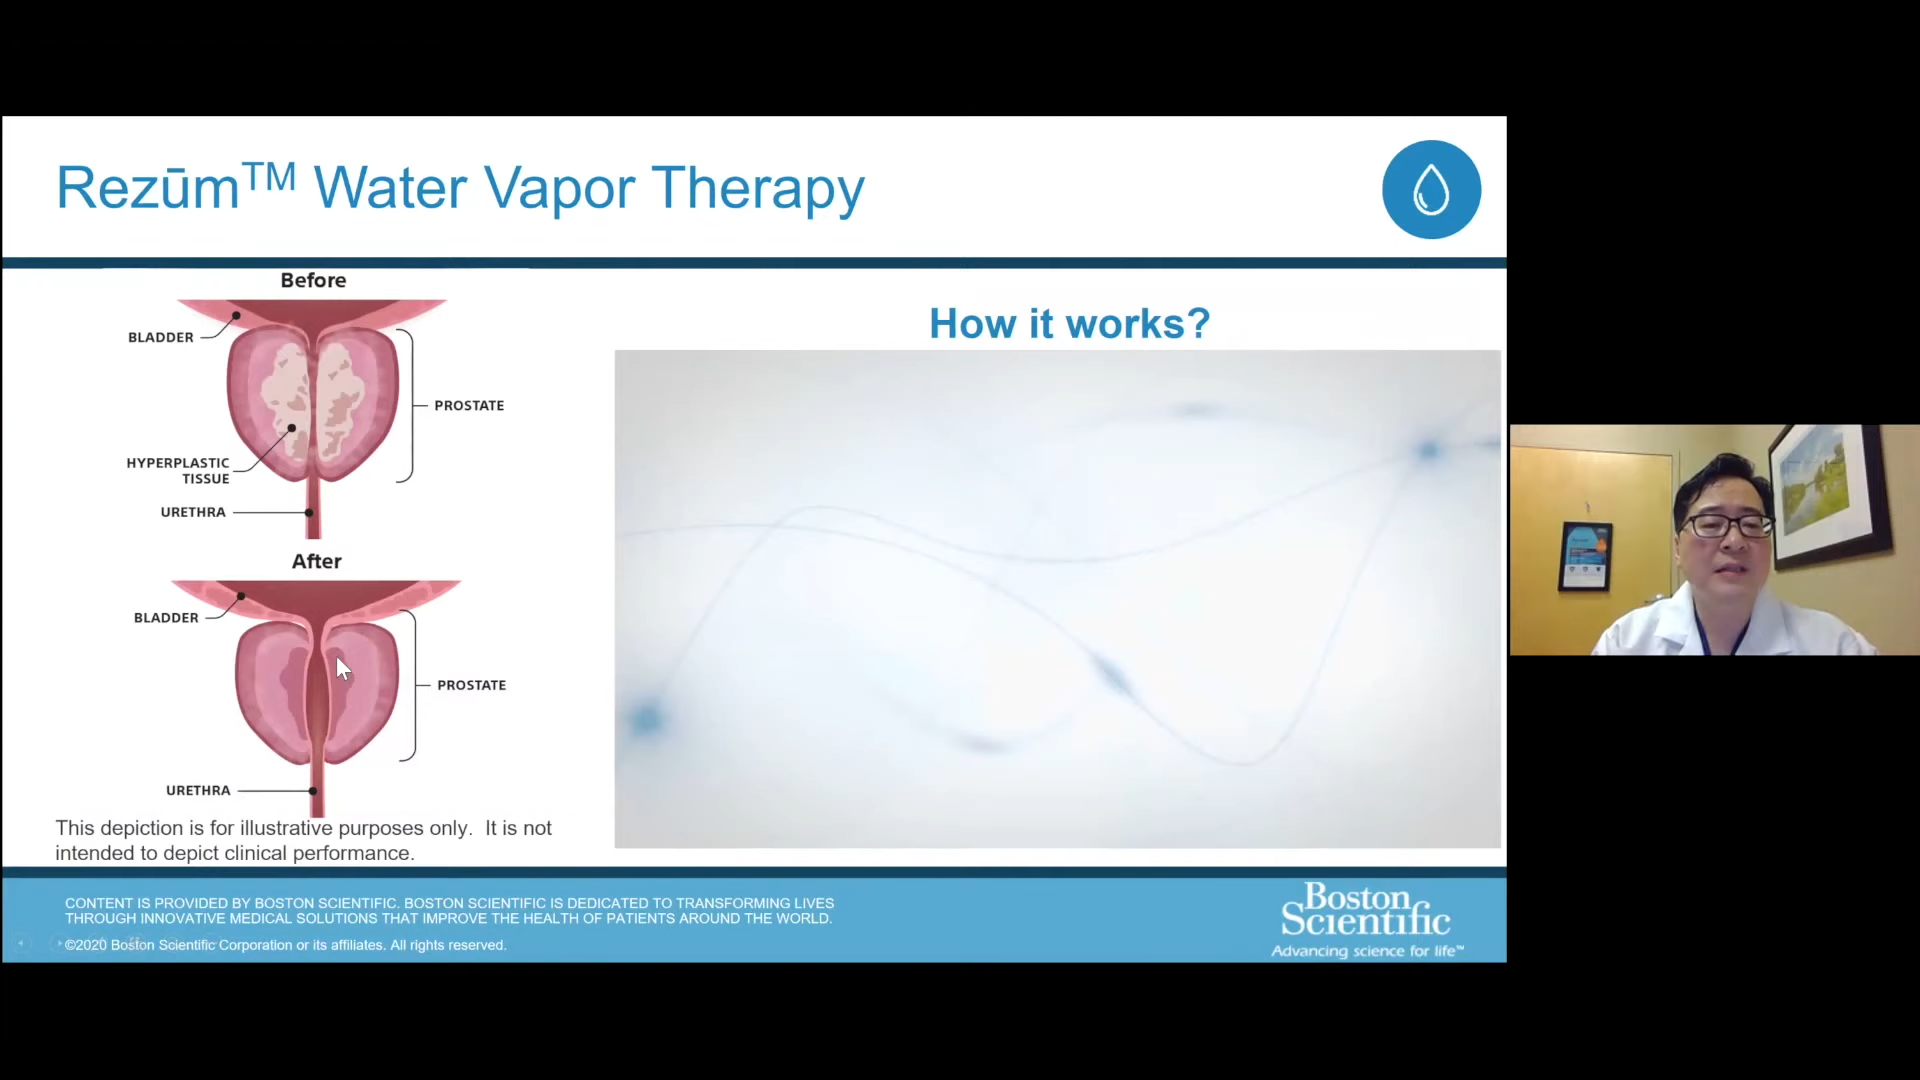 Rezūm™ Water Vapor Therapy
Before
BLADDER
PROSTATE
HYPERPLASTIC
TISSUE
URETHRA
After
BLADDER
PROSTATE
URETHRA
This depiction is for illustrative purposes only. It is not
intended to depict clinical performance.
How it works?
CONTENT IS PROVIDED BY BOSTON SCIENTIFIC. BOSTON SCIENTIFIC IS DEDICATED TO TRANSFORMING LIVES
THROUGH INNOVATIVE MEDICAL SOLUTIONS THAT IMPROVE THE HEALTH OF PATIENTS AROUND THE WORLD.
©2020 Boston Scientific Corporation or its affiliates. All rights reserved.
Boston
Scientific
Advancing science for life™